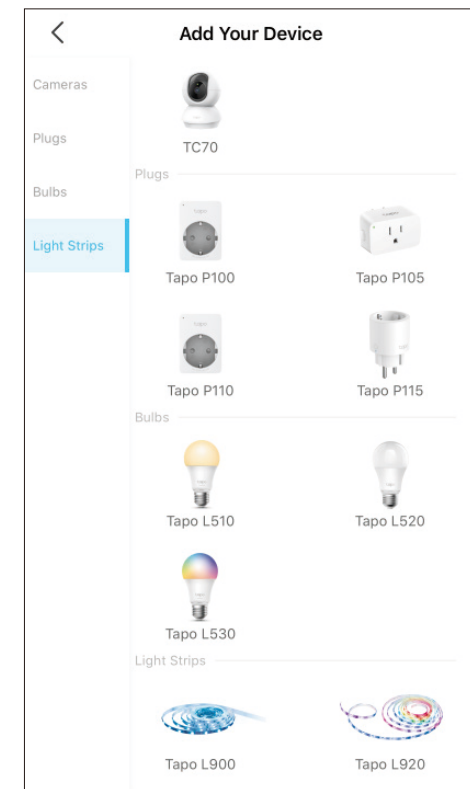 Add Your Device
Cameras
Plugs
Bulbs
Light Strips
TC70
Plugs
Tapo P100
Tapo P105
Tapo P110
Tapo P115
Bulbs
Tapo L510
Tapo L520
Tapo L530
Light Strips
Tapo L900
Tapo L920